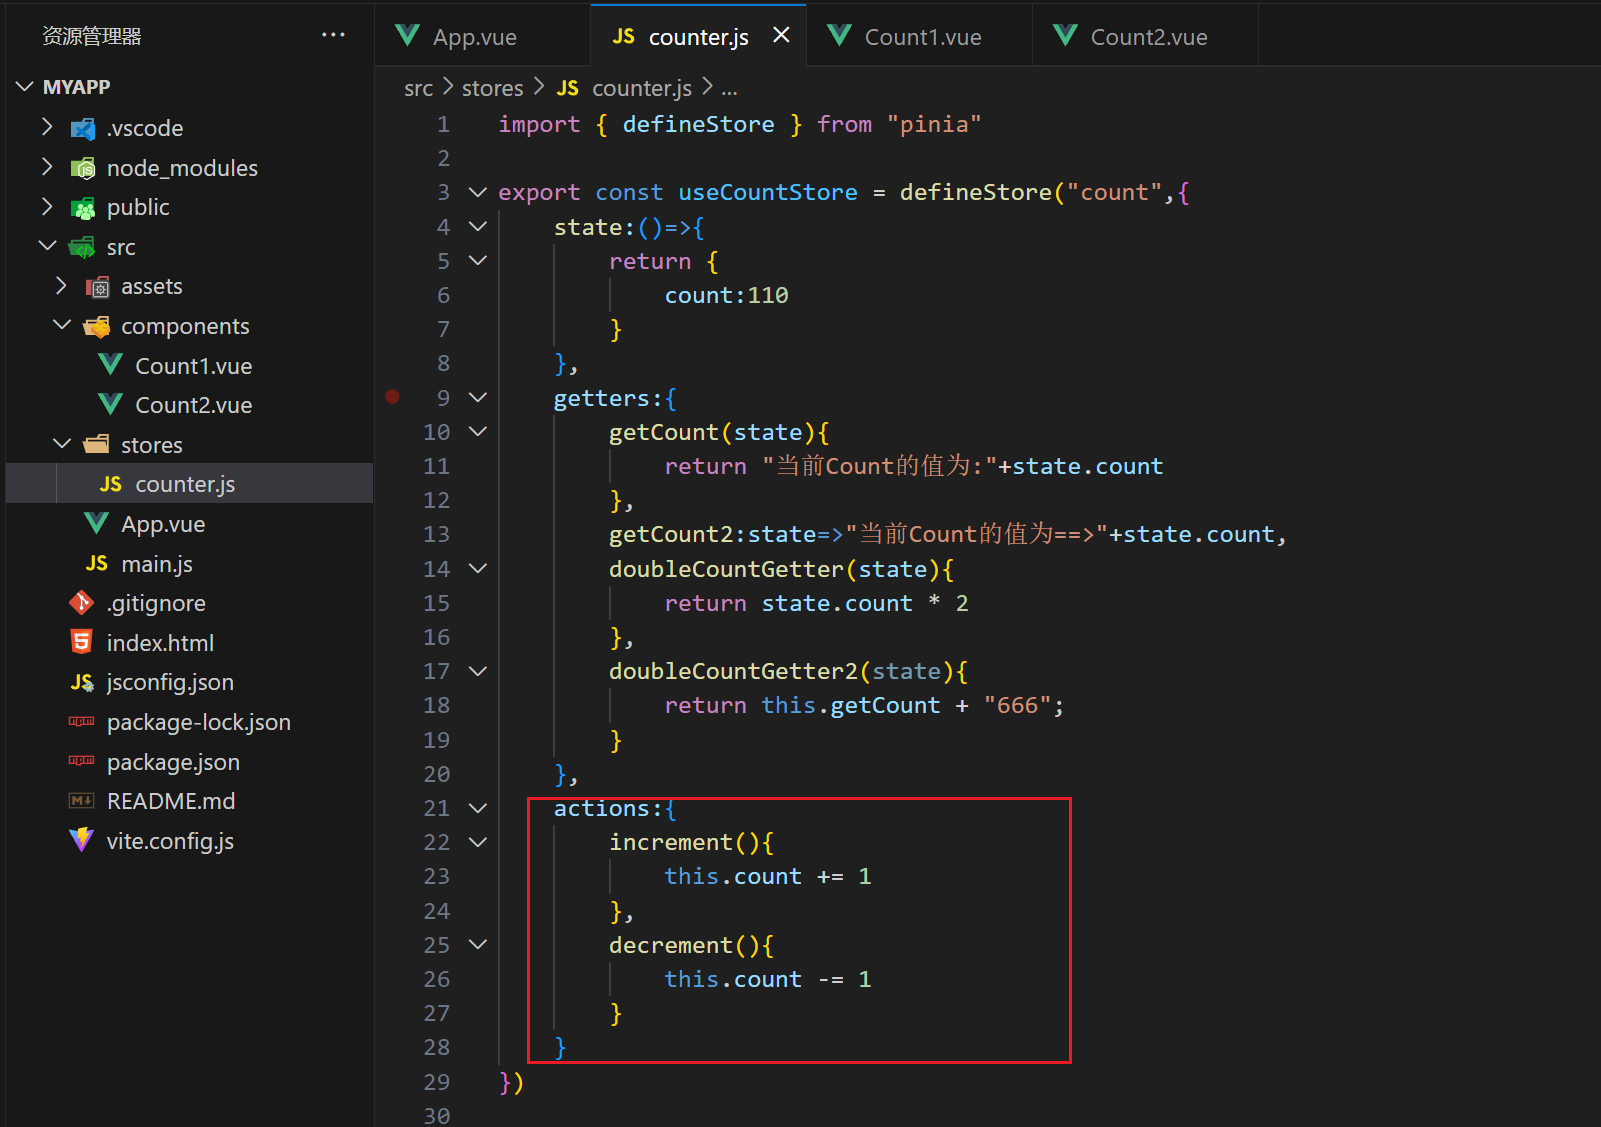 资源管理器 ···
MYAPP
.vscode
node_modules
public
src
assets
components
Count1.vue
Count2.vue
stores
JS counter.js
App.vue
JS main.js
.gitignore
index.html
JS jsconfig.json
package-lock.json
package.json
README.md
vite.config.js
App.vue JS counter.js × Count1.vue Count2.vue
src > stores > JS counter.js > ...
1 import { defineStore } from "pinia"
2
3 export const useCountStore = defineStore("count",{
4 state:()=>{
5 return {
6 count:110
7 }
8 },
9 getters:{
10 getCount(state){
11 return "当前Count的值为:"+state.count
12 },
13 getCount2:state=>"当前Count的值为==>"+state.count,
14 doubleCountGetter(state){
15 return state.count * 2
16 },
17 doubleCountGetter2(state){
18 return this.getCount + "666";
19 }
20 },
21 actions:{
22 increment(){
23 this.count += 1
24 },
25 decrement(){
26 this.count -= 1
27 }
28 }
29 })
30